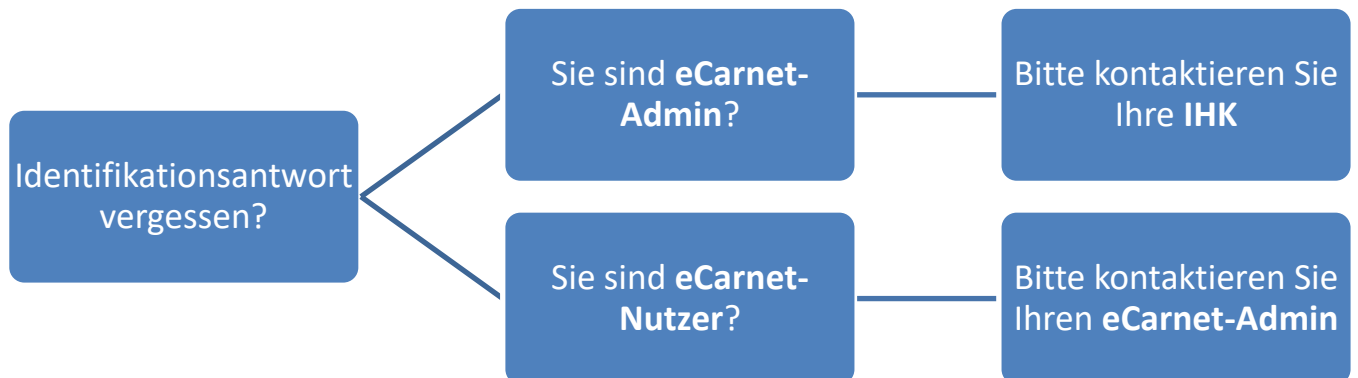 Identifikationsantwort
vergessen?
Sie sind eCarnet-
Admin?
Bitte kontaktieren Sie
Ihre IHK
Sie sind eCarnet-
Nutzer?
Bitte kontaktieren Sie
Ihren eCarnet-Admin